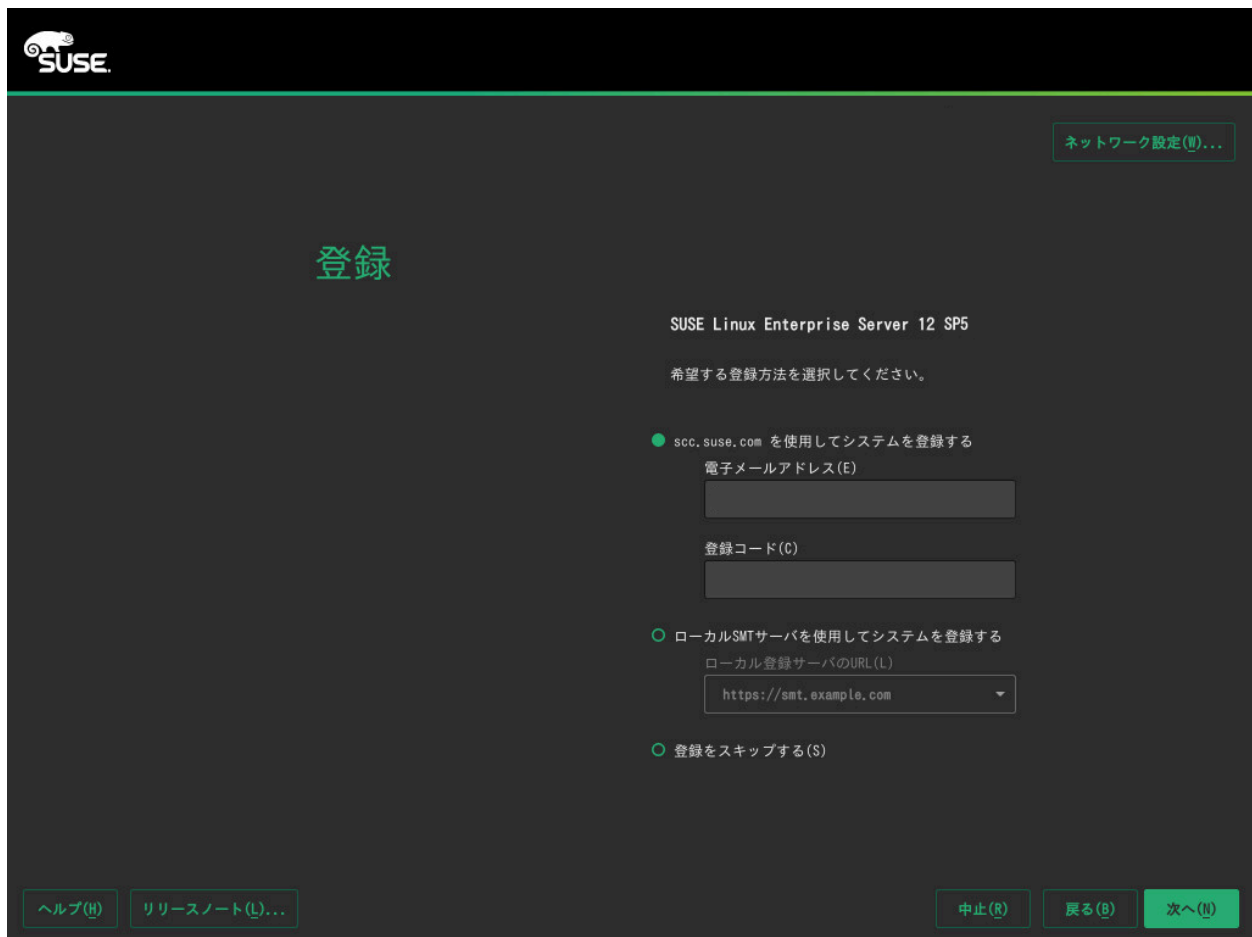 SUSE.
ネットワーク設定(W)...
登録
SUSE Linux Enterprise Server 12 SP5
希望する登録方法を選択してください。
scc.suse.com を使用してシステムを登録する
電子メールアドレス(E)
登録コード(C)
ローカルSMTサーバを使用してシステムを登録する
ローカル登録サーバのURL(L)
https://smt.example.com
登録をスキップする(S)
ヘルプ(H) リリースノート(L)... 中止(R) 戻る(B) 次へ(N)